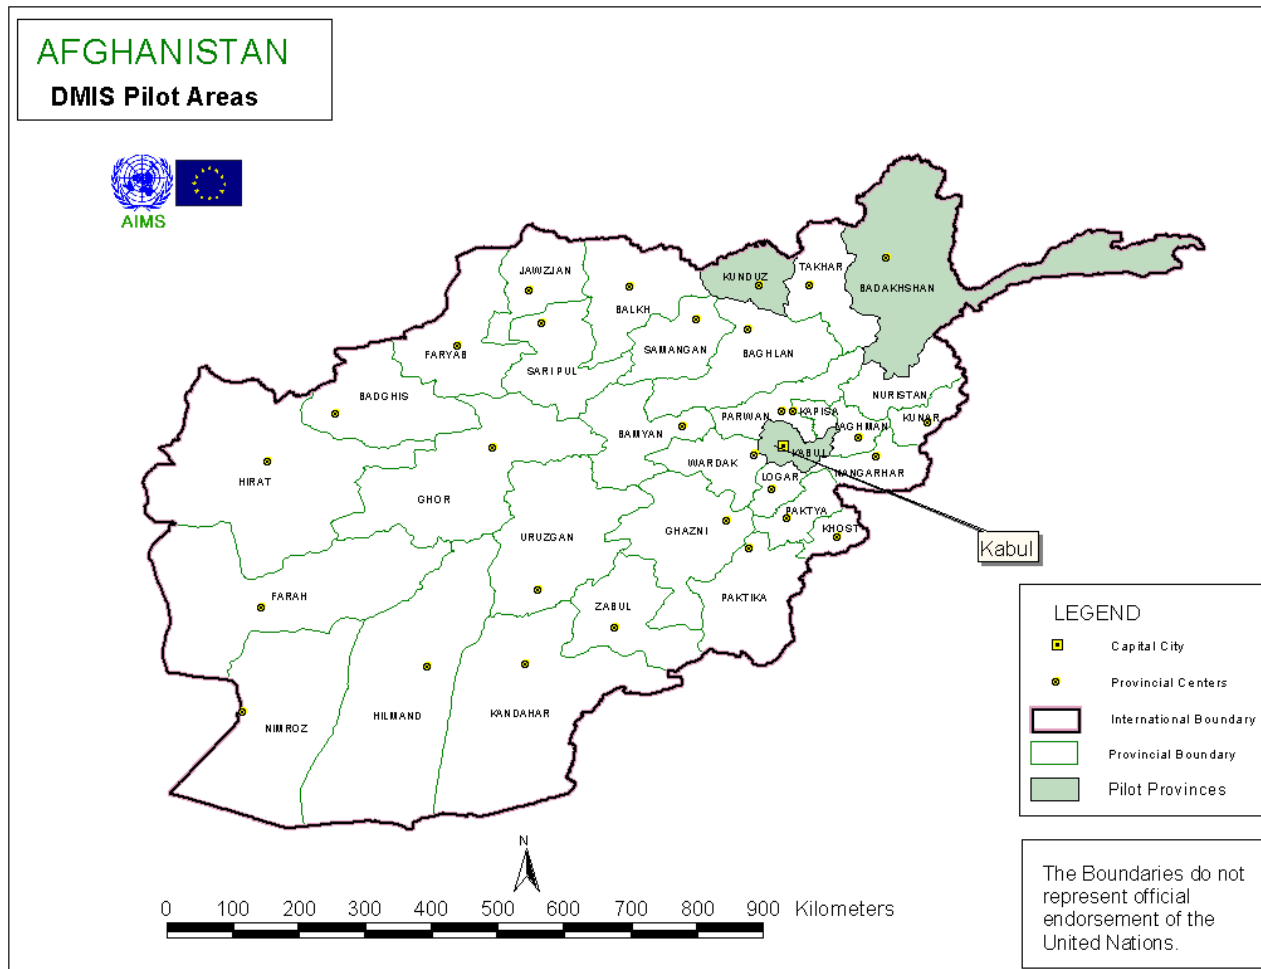 AFGHANISTAN
DMIS Pilot Areas
AIMS
JAWZJAN
KUNDUZ
TAKHAR
BADAKHSHAN
BALKH
FARYAB
SAMANGAN
BAGHLAN
SARI PUL
BADGHIS
NURISTAN
PARWAN
KAPISA
KUNAR
LAGHMAN
BAMYAN
KABUL
WARDAK
NANGARHAR
HIRAT
LOGAR
GHOR
PAKTYA
KHOST
URUZGAN
GHAZNI
Kabul
FARAH
ZABUL
PAKTIKA
NIMROZ
HILMAND
KANDAHAR
LEGEND
Capital City
Provincial Centers
International Boundary
Provincial Boundary
Pilot Provinces
N
0 100 200 300 400 500 600 700 800 900 Kilometers
The Boundaries do not
represent official
endorsement of the
United Nations.